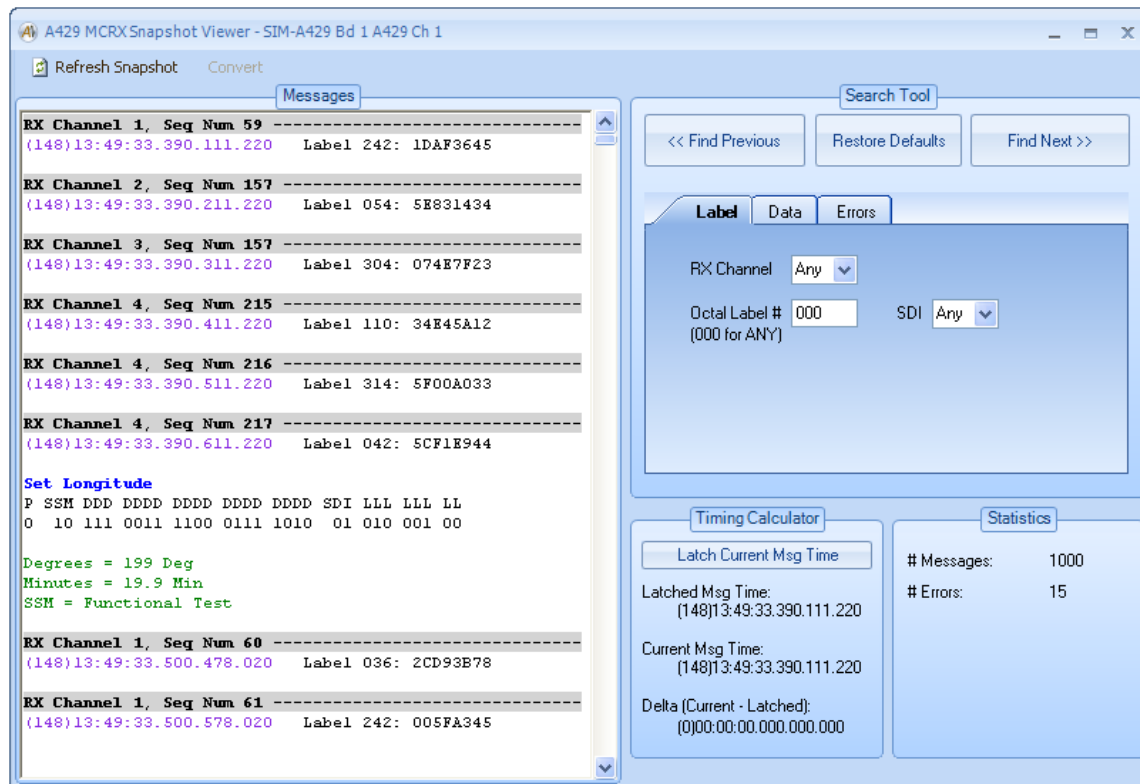 A429 MCRX Snapshot Viewer - SIM-A429 Bd 1 A429 Ch 1
Refresh Snapshot Convert
Messages
RX Channel 1, Seq Num 59 ------------------------------
(148)13:49:33.390.111.220 Label 242: 1DAF3645
RX Channel 2, Seq Num 157 -----------------------------
(148)13:49:33.390.211.220 Label 054: 5E831434
RX Channel 3, Seq Num 157 -----------------------------
(148)13:49:33.390.311.220 Label 304: 074E7F23
RX Channel 4, Seq Num 215 -----------------------------
(148)13:49:33.390.411.220 Label 110: 34E45A12
RX Channel 4, Seq Num 216 -----------------------------
(148)13:49:33.390.511.220 Label 314: 5F00A033
RX Channel 4, Seq Num 217 -----------------------------
(148)13:49:33.390.611.220 Label 042: 5CF1E944
Set Longitude
P SSM DDD DDDD DDDD DDDD DDDD SDI LLL LLL LL
0 10 111 0011 1100 0111 1010 01 010 001 00
Degrees = 199 Deg
Minutes = 19.9 Min
SSM = Functional Test
RX Channel 1, Seq Num 60 ------------------------------
(148)13:49:33.500.478.020 Label 036: 2CD93B78
RX Channel 1, Seq Num 61 ------------------------------
(148)13:49:33.500.578.020 Label 242: 005FA345
Search Tool
<< Find Previous Restore Defaults Find Next >>
Label Data Errors
RX Channel Any
Octal Label # 000 SDI Any
(000 for ANY)
Timing Calculator
Latch Current Msg Time
Latched Msg Time:
(148)13:49:33.390.111.220
Current Msg Time:
(148)13:49:33.390.111.220
Delta (Current - Latched):
(0)00:00:00.000.000.000
Statistics
# Messages: 1000
# Errors: 15